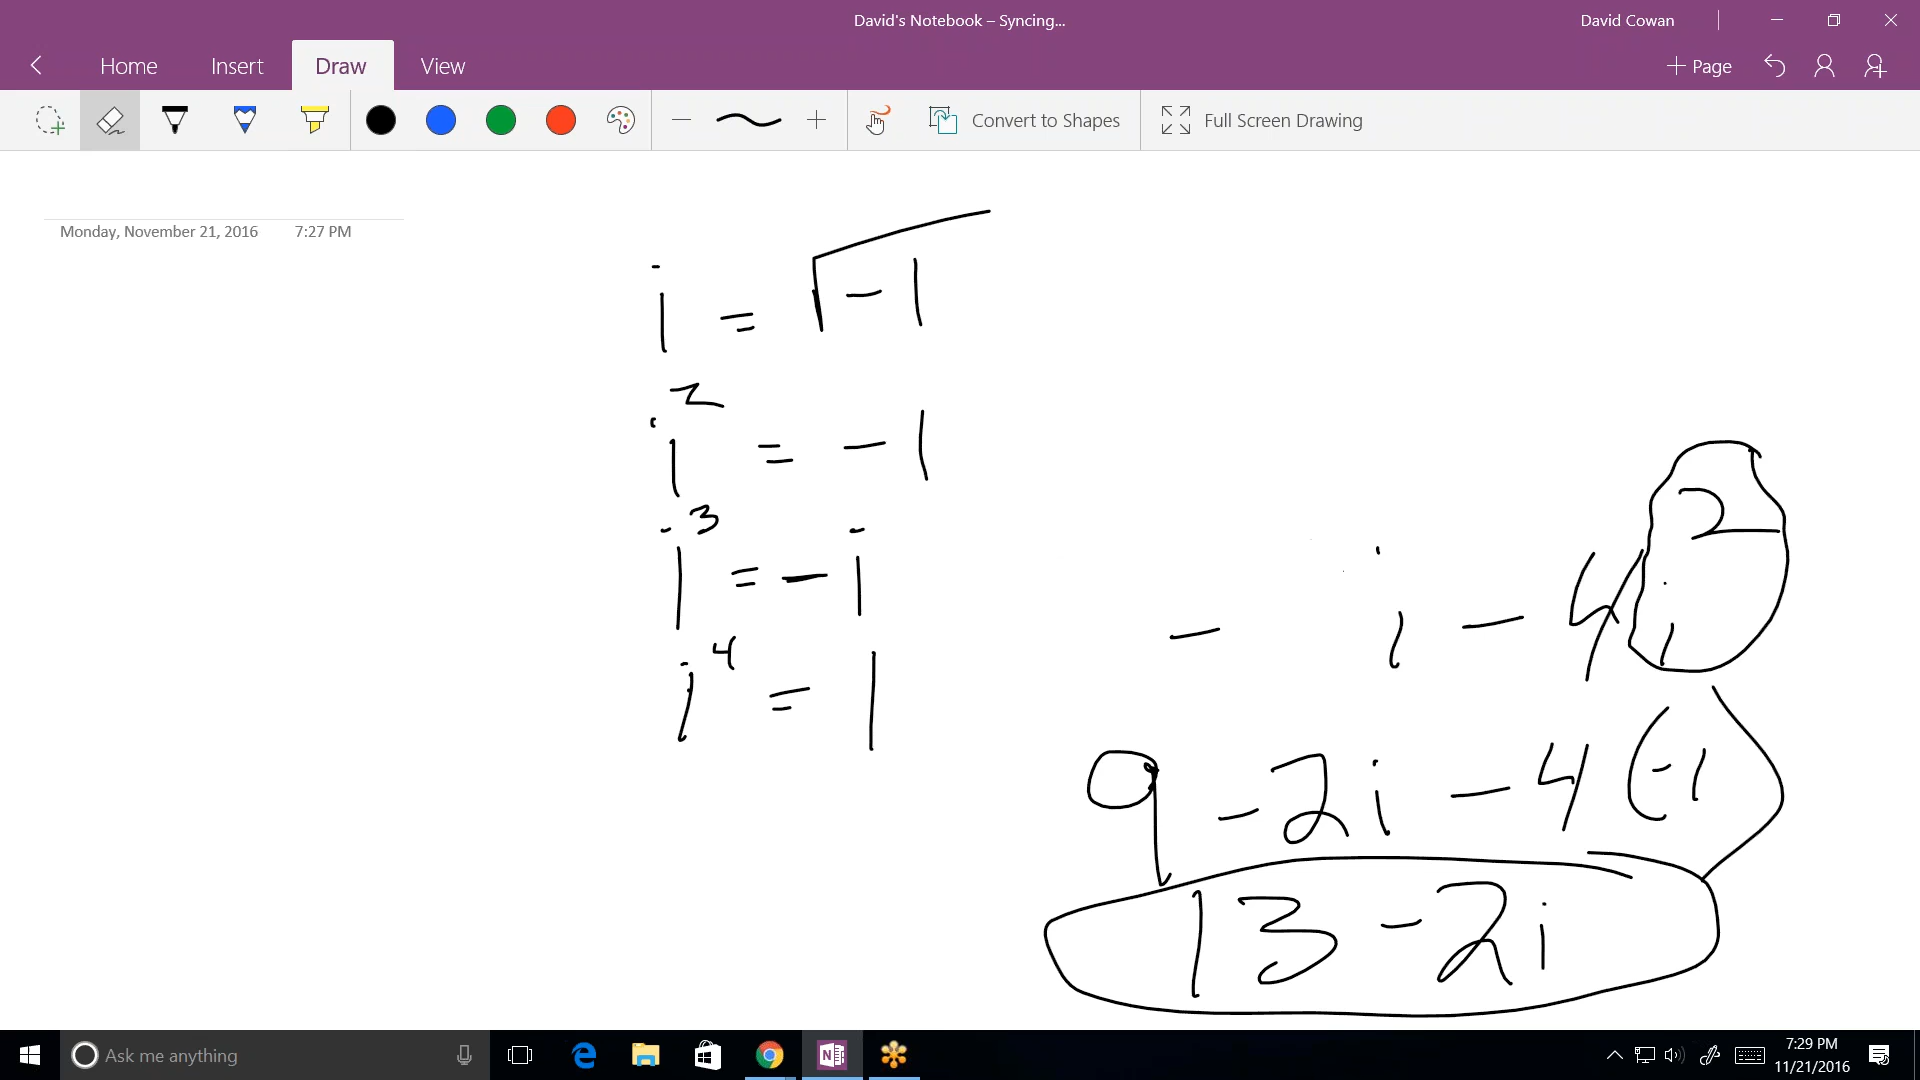 David's Notebook – Syncing...
David Cowan
Home Insert Draw View
Page
Convert to Shapes
Full Screen Drawing
Monday, November 21, 2016 7:27 PM
i = √-1
i² = -1
i³ = -i
i⁴ = 1
- i - 4i²
9 - 2i - 4(-1)
13 - 2i
Ask me anything
7:29 PM
11/21/2016